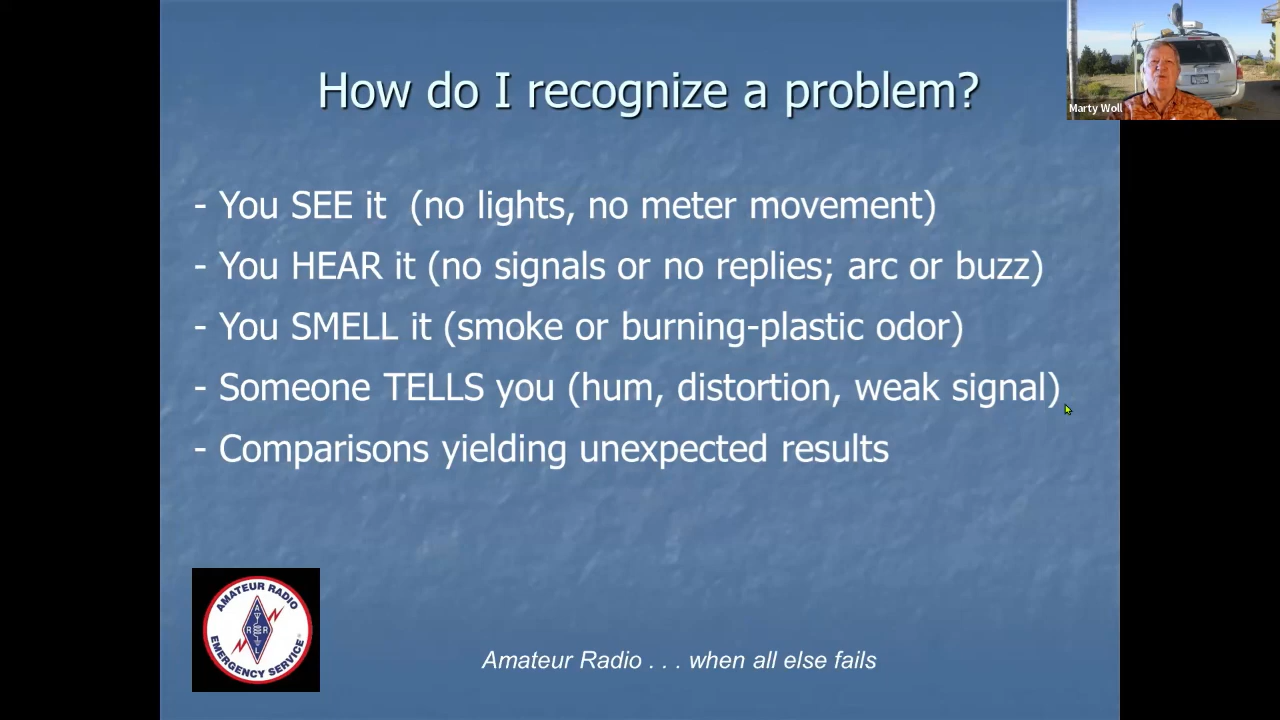 How do I recognize a problem?
Marty Woll
- You SEE it  (no lights, no meter movement)
- You HEAR it (no signals or no replies; arc or buzz)
- You SMELL it (smoke or burning-plastic odor)
- Someone TELLS you (hum, distortion, weak signal)
- Comparisons yielding unexpected results
AMATEUR RADIO
A
R R
L
EMERGENCY SERVICE
Amateur Radio . . . when all else fails